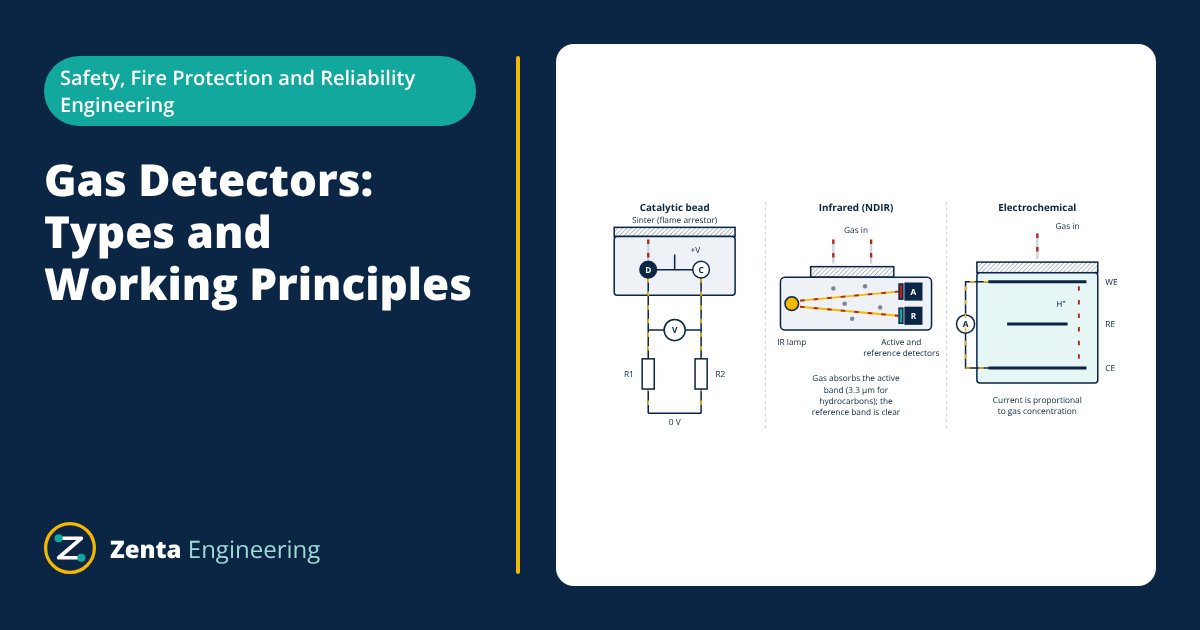 Safety, Fire Protection and Reliability
Engineering
Gas Detectors:
Types and
Working Principles
Zenta Engineering
Catalytic bead
Sinter (flame arrestor)
+V
D
C
V
R1
R2
0 V
Infrared (NDIR)
Gas in
A
R
IR lamp
Active and
reference detectors
Gas absorbs the active
band (3.3 µm for
hydrocarbons); the
reference band is clear
Electrochemical
Gas in
WE
H⁺
A
RE
CE
Current is proportional
to gas concentration